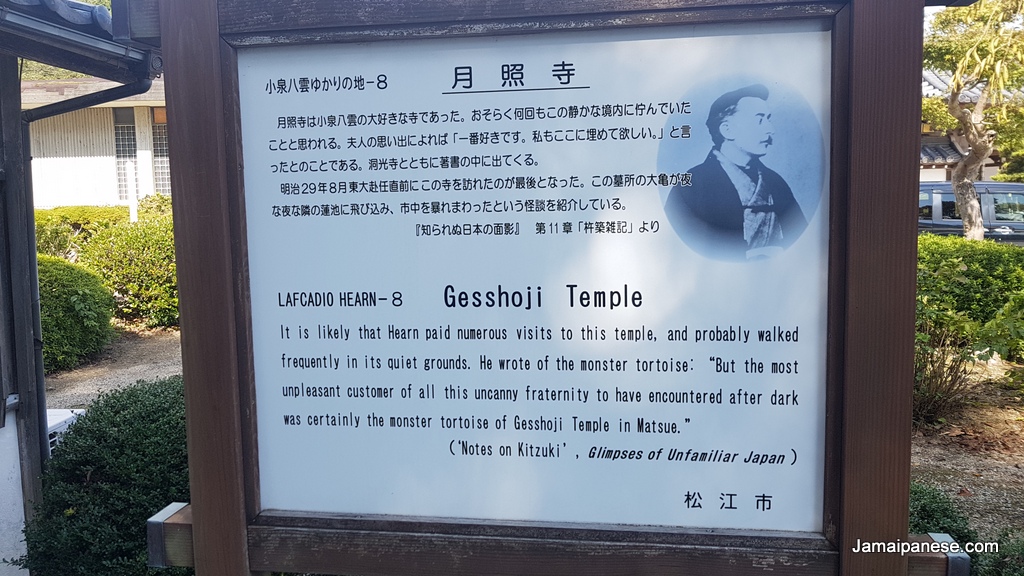 小泉八雲ゆかりの地−8
月照寺
月照寺は小泉八雲の大好きな寺であった。おそらく何回もこの静かな境内に佇んでいた
ことと思われる。夫人の思い出によれば「一番好きです。私もここに埋めて欲しい。」と言
ったとのことである。洞光寺とともに著書の中に出てくる。
明治29年8月東大赴任直前にこの寺を訪れたのが最後となった。この墓所の大亀が夜
な夜な隣の蓮池に飛び込み、市中を暴れまわったという怪談を紹介している。
『知られぬ日本の面影』 第11章「杵築雑記」より
LAFCADIO HEARN−8
Gesshoji Temple
It is likely that Hearn paid numerous visits to this temple, and probably walked
frequently in its quiet grounds. He wrote of the monster tortoise: “But the most
unpleasant customer of all this uncanny fraternity to have encountered after dark
was certainly the monster tortoise of Gesshoji Temple in Matsue.”
(‘Notes on Kitzuki’, Glimpses of Unfamiliar Japan)
松江市
Jamaipanese.com